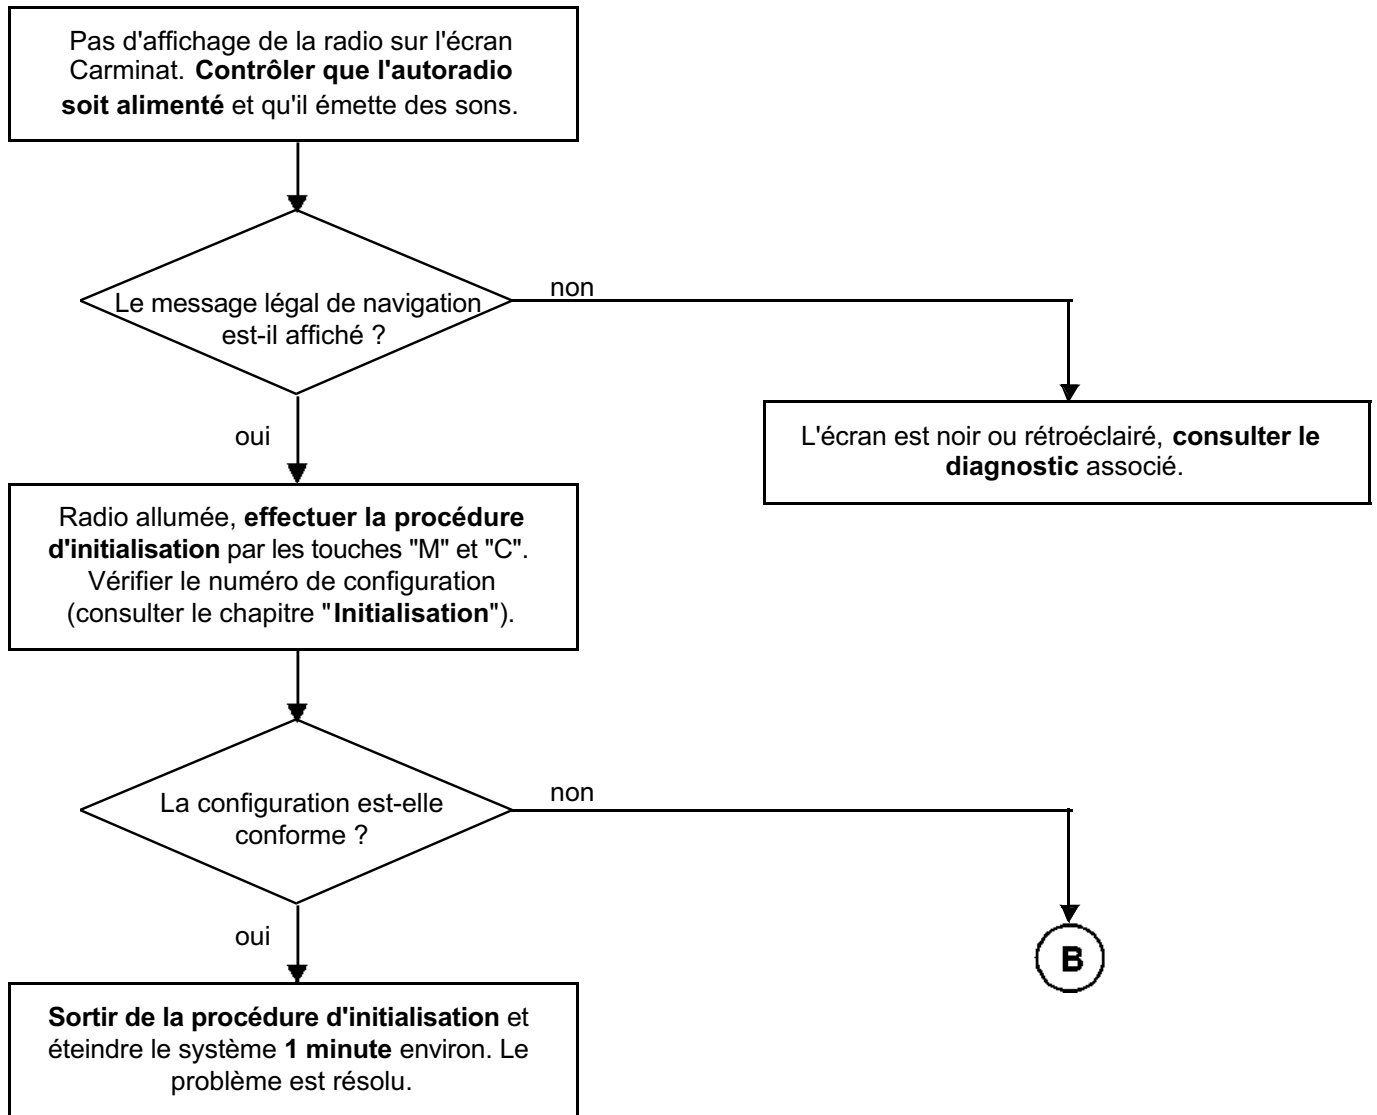 Pas d'affichage de la radio sur l'écran
Carminat. Contrôler que l'autoradio
soit alimenté et qu'il émette des sons.
Le message légal de navigation
est-il affiché ?
non
oui
L'écran est noir ou rétroéclairé, consulter le
diagnostic associé.
Radio allumée, effectuer la procédure
d'initialisation par les touches "M" et "C".
Vérifier le numéro de configuration
(consulter le chapitre "Initialisation").
La configuration est-elle
conforme ?
non
oui
B
Sortir de la procédure d'initialisation et
éteindre le système 1 minute environ. Le
problème est résolu.